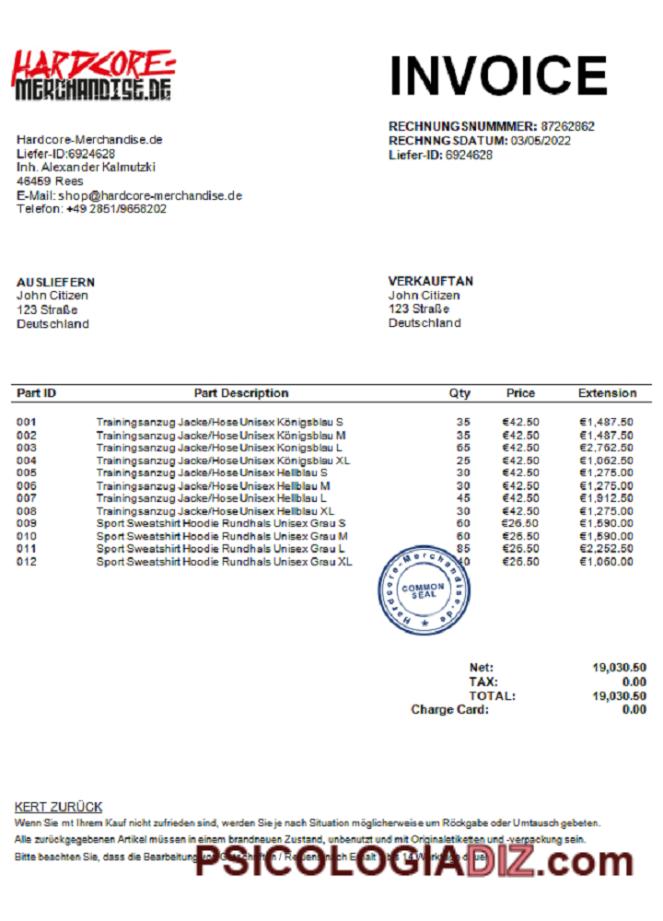 HARDCORE-
MERCHANDISE.DE
INVOICE
RECHNUNGSNUMMMER: 87262862
RECHNNGSDATUM: 03/05/2022
Liefer-ID: 6924628
Hardcore-Merchandise.de
Liefer-ID:6924628
Inh. Alexander Kalmutzki
46459 Rees
E-Mail: shop@hardcore-merchandise.de
Telefon: +49 2851/9658202
AUSLIEFERN
John Citizen
123 Straße
Deutschland
VERKAUFTAN
John Citizen
123 Straße
Deutschland
Part ID Part Description Qty Price Extension
001 Trainingsanzug Jacke/Hose Unisex Königsblau S 35 €42.50 €1,487.50
002 Trainingsanzug Jacke/Hose Unisex Königsblau M 35 €42.50 €1,487.50
003 Trainingsanzug Jacke/Hose Unisex Königsblau L 65 €42.50 €2,762.50
004 Trainingsanzug Jacke/Hose Unisex Königsblau XL 25 €42.50 €1,062.50
005 Trainingsanzug Jacke/Hose Unisex Hellblau S 30 €42.50 €1,275.00
006 Trainingsanzug Jacke/Hose Unisex Hellblau M 30 €42.50 €1,275.00
007 Trainingsanzug Jacke/Hose Unisex Hellblau L 45 €42.50 €1,912.50
008 Trainingsanzug Jacke/Hose Unisex Hellblau XL 30 €42.50 €1,275.00
009 Sport Sweatshirt Hoodie Rundhals Unisex Grau S 60 €26.50 €1,590.00
010 Sport Sweatshirt Hoodie Rundhals Unisex Grau M 60 €26.50 €1,590.00
011 Sport Sweatshirt Hoodie Rundhals Unisex Grau L 85 €26.50 €2,252.50
012 Sport Sweatshirt Hoodie Rundhals Unisex Grau XL 40 €26.50 €1,060.00
Hardcore-Merchandise.de
COMMON
SEAL
Net: 19,030.50
TAX: 0.00
TOTAL: 19,030.50
Charge Card: 0.00
KERT ZURÜCK
Wenn Sie mt Ihrem Kauf nicht zufrieden sind, werden Sie je nach Situation möglicherweise um Rückgabe oder Umtausch gebeten.
Alle zurückgegebenen Artikel müssen in einem brandneuen Zustand, unbenutzt und mit Originaletiketten und -verpackung sein.
Bitte beachten Sie, dass die Bearbeitung
PSICOLOGIADIZ.com